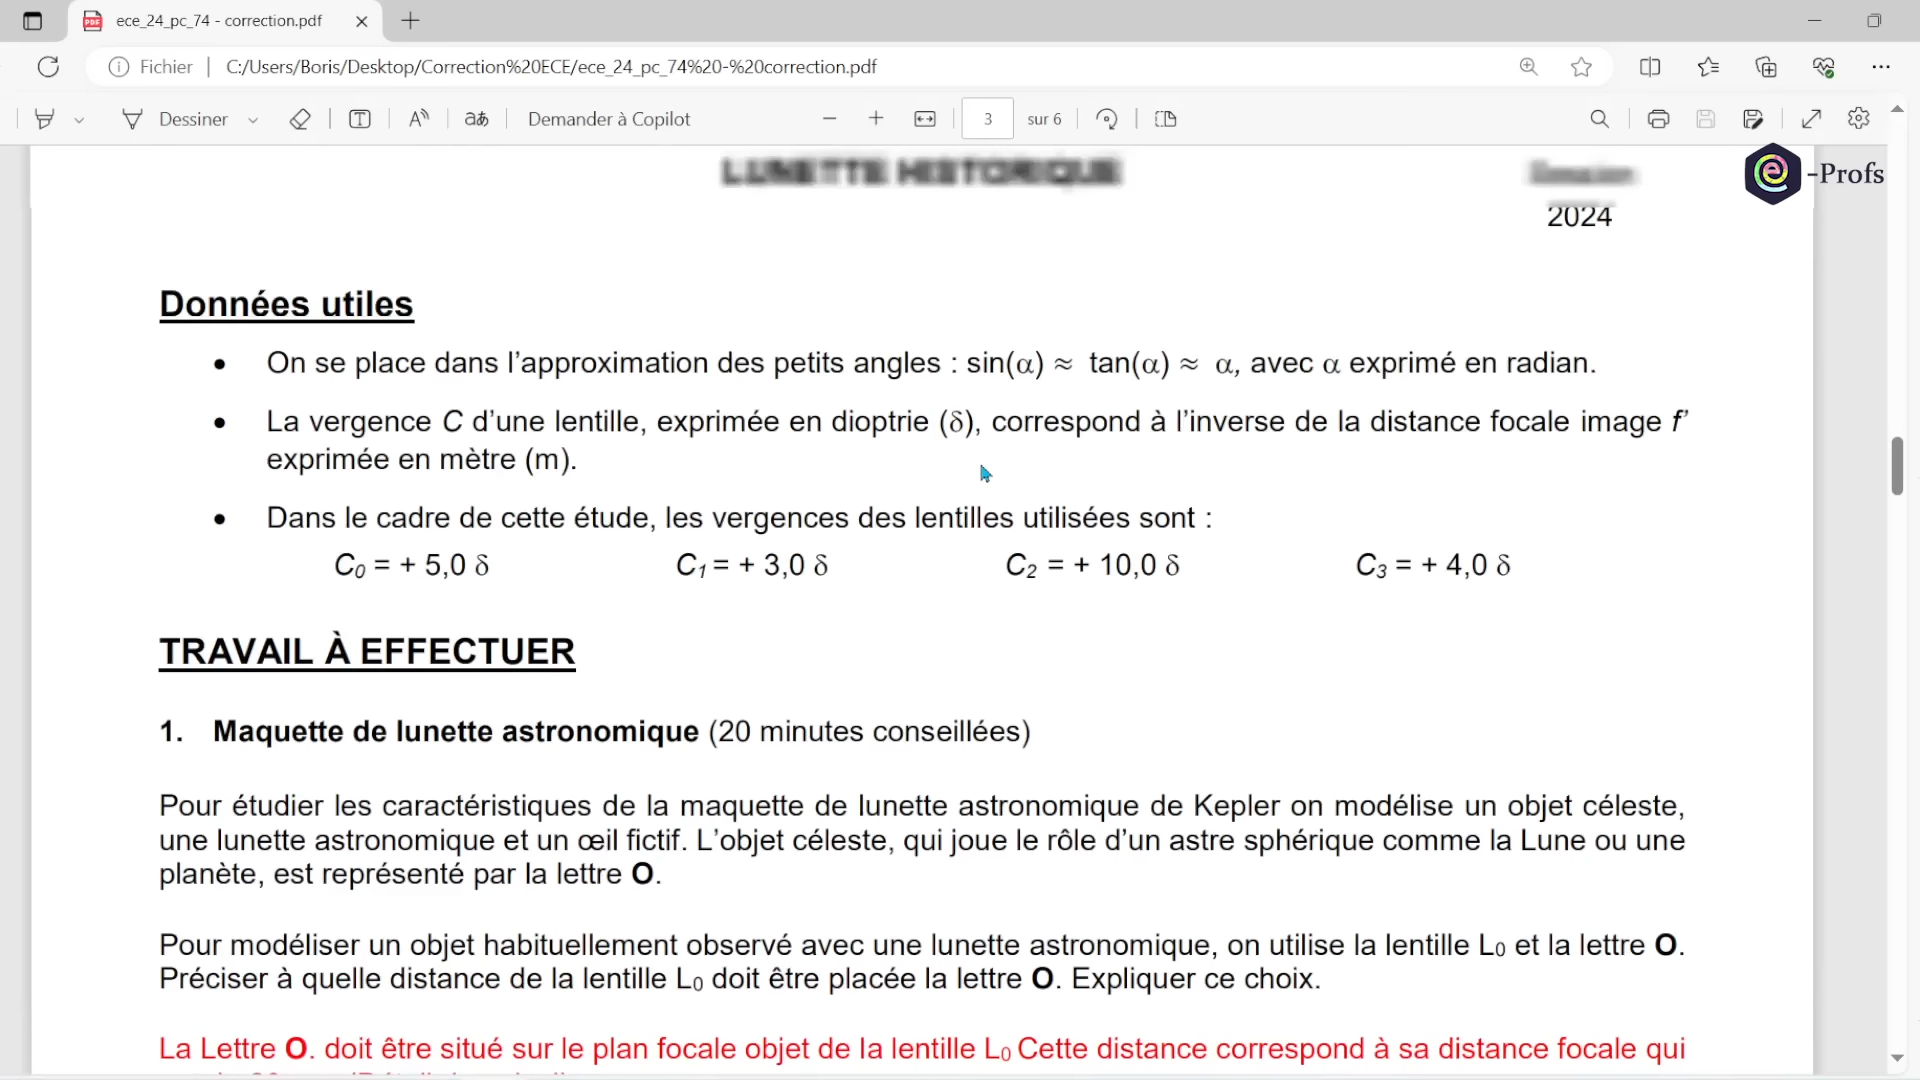 ece_24_pc_74 - correction.pdf
Fichier
C:/Users/Boris/Desktop/Correction%20ECE/ece_24_pc_74%20-%20correction.pdf
Dessiner
Demander à Copilot
3 sur 6
LUNETTE HISTORIQUE
Session
2024
e-Profs
Données utiles
• On se place dans l’approximation des petits angles : sin(α) ≈ tan(α) ≈ α, avec α exprimé en radian.
• La vergence C d’une lentille, exprimée en dioptrie (δ), correspond à l’inverse de la distance focale image f’
exprimée en mètre (m).
• Dans le cadre de cette étude, les vergences des lentilles utilisées sont :
C0 = + 5,0 δ C1 = + 3,0 δ C2 = + 10,0 δ C3 = + 4,0 δ
TRAVAIL À EFFECTUER
1. Maquette de lunette astronomique (20 minutes conseillées)
Pour étudier les caractéristiques de la maquette de lunette astronomique de Kepler on modélise un objet céleste,
une lunette astronomique et un œil fictif. L’objet céleste, qui joue le rôle d’un astre sphérique comme la Lune ou une
planète, est représenté par la lettre O.
Pour modéliser un objet habituellement observé avec une lunette astronomique, on utilise la lentille L0 et la lettre O.
Préciser à quelle distance de la lentille L0 doit être placée la lettre O. Expliquer ce choix.
La Lettre O. doit être situé sur le plan focale objet de la lentille L0 Cette distance correspond à sa distance focale qui